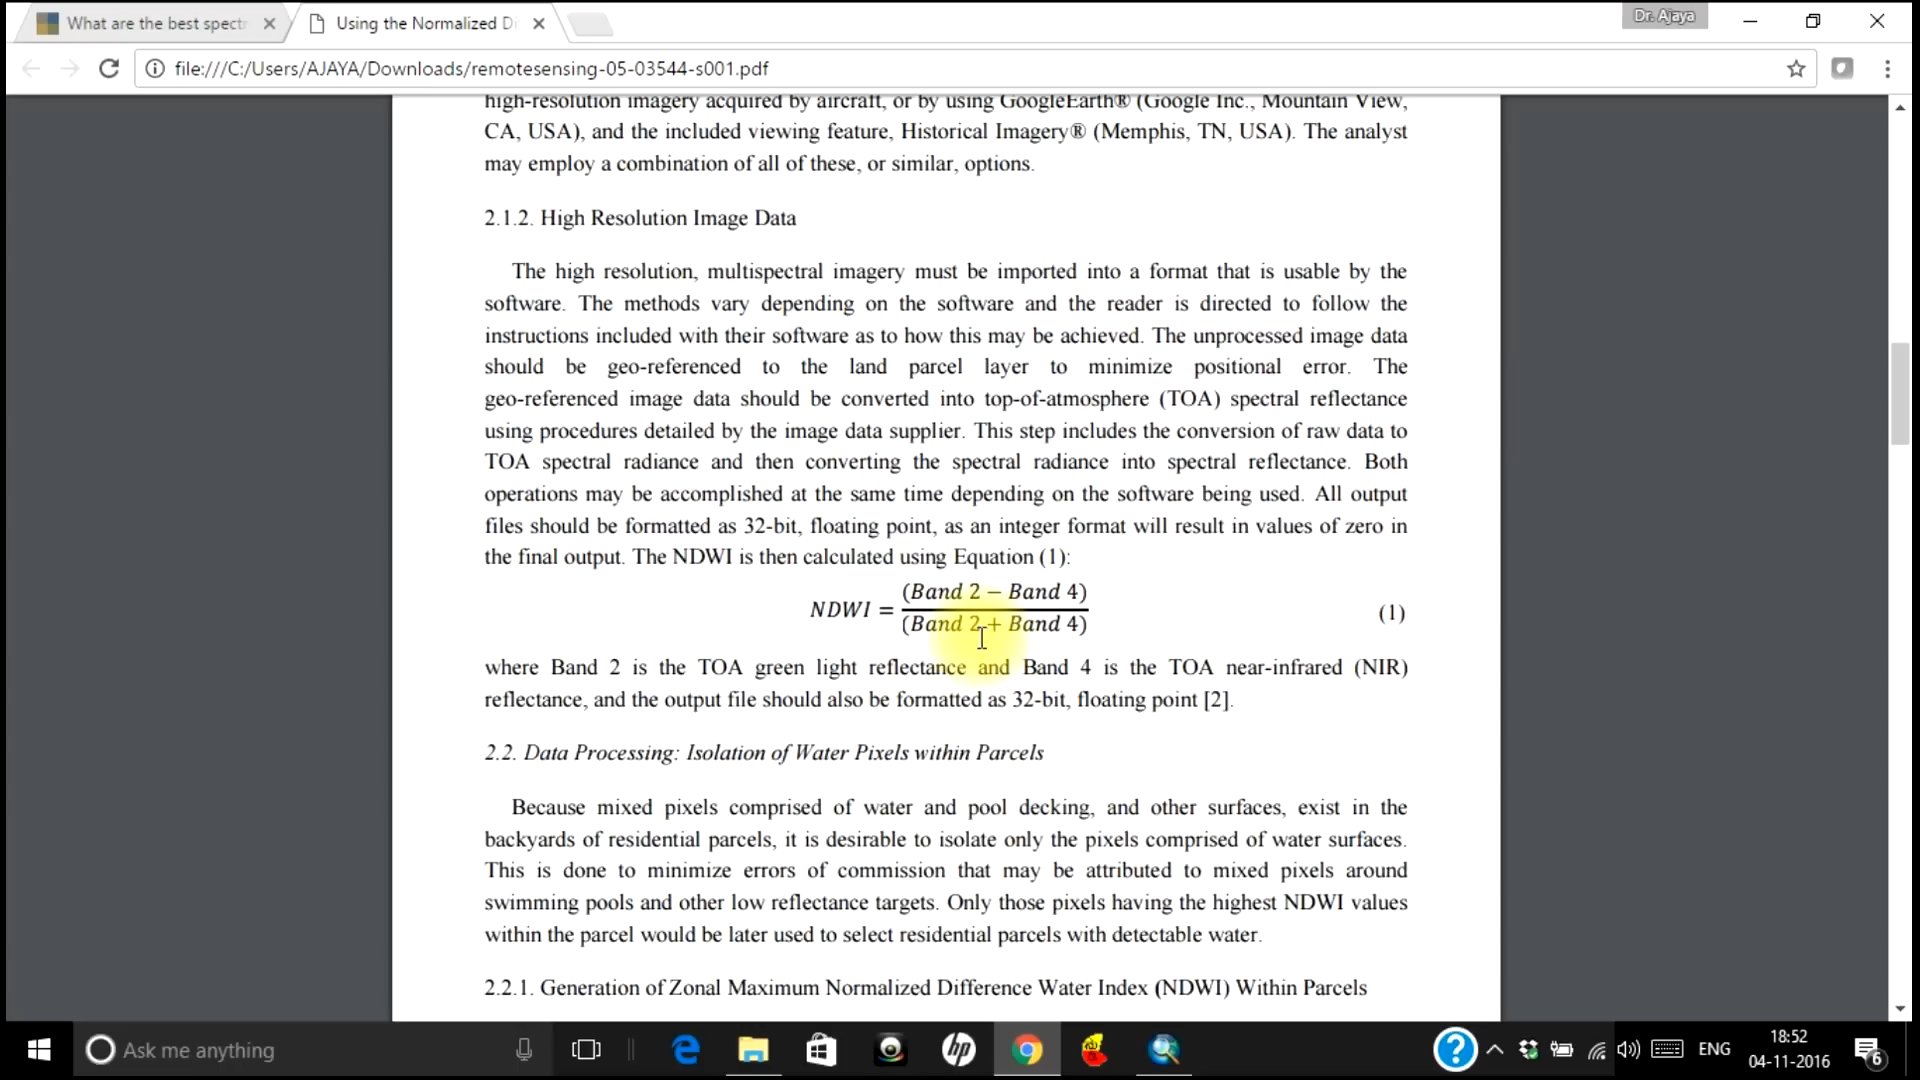 What are the best spect
Using the Normalized Di
Dr. Ajaya
file:///C:/Users/AJAYA/Downloads/remotesensing-05-03544-s001.pdf
high-resolution imagery acquired by aircraft, or by using GoogleEarth® (Google Inc., Mountain View,
CA, USA), and the included viewing feature, Historical Imagery® (Memphis, TN, USA). The analyst
may employ a combination of all of these, or similar, options.
2.1.2. High Resolution Image Data
The high resolution, multispectral imagery must be imported into a format that is usable by the
software. The methods vary depending on the software and the reader is directed to follow the
instructions included with their software as to how this may be achieved. The unprocessed image data
should be geo-referenced to the land parcel layer to minimize positional error. The
geo-referenced image data should be converted into top-of-atmosphere (TOA) spectral reflectance
using procedures detailed by the image data supplier. This step includes the conversion of raw data to
TOA spectral radiance and then converting the spectral radiance into spectral reflectance. Both
operations may be accomplished at the same time depending on the software being used. All output
files should be formatted as 32-bit, floating point, as an integer format will result in values of zero in
the final output. The NDWI is then calculated using Equation (1):
(Band 2 − Band 4)
NDWI = (1)
(Band 2 + Band 4)
where Band 2 is the TOA green light reflectance and Band 4 is the TOA near-infrared (NIR)
reflectance, and the output file should also be formatted as 32-bit, floating point [2].
2.2. Data Processing: Isolation of Water Pixels within Parcels
Because mixed pixels comprised of water and pool decking, and other surfaces, exist in the
backyards of residential parcels, it is desirable to isolate only the pixels comprised of water surfaces.
This is done to minimize errors of commission that may be attributed to mixed pixels around
swimming pools and other low reflectance targets. Only those pixels having the highest NDWI values
within the parcel would be later used to select residential parcels with detectable water.
2.2.1. Generation of Zonal Maximum Normalized Difference Water Index (NDWI) Within Parcels
Ask me anything
hp
?
ENG
18:52
04-11-2016
6